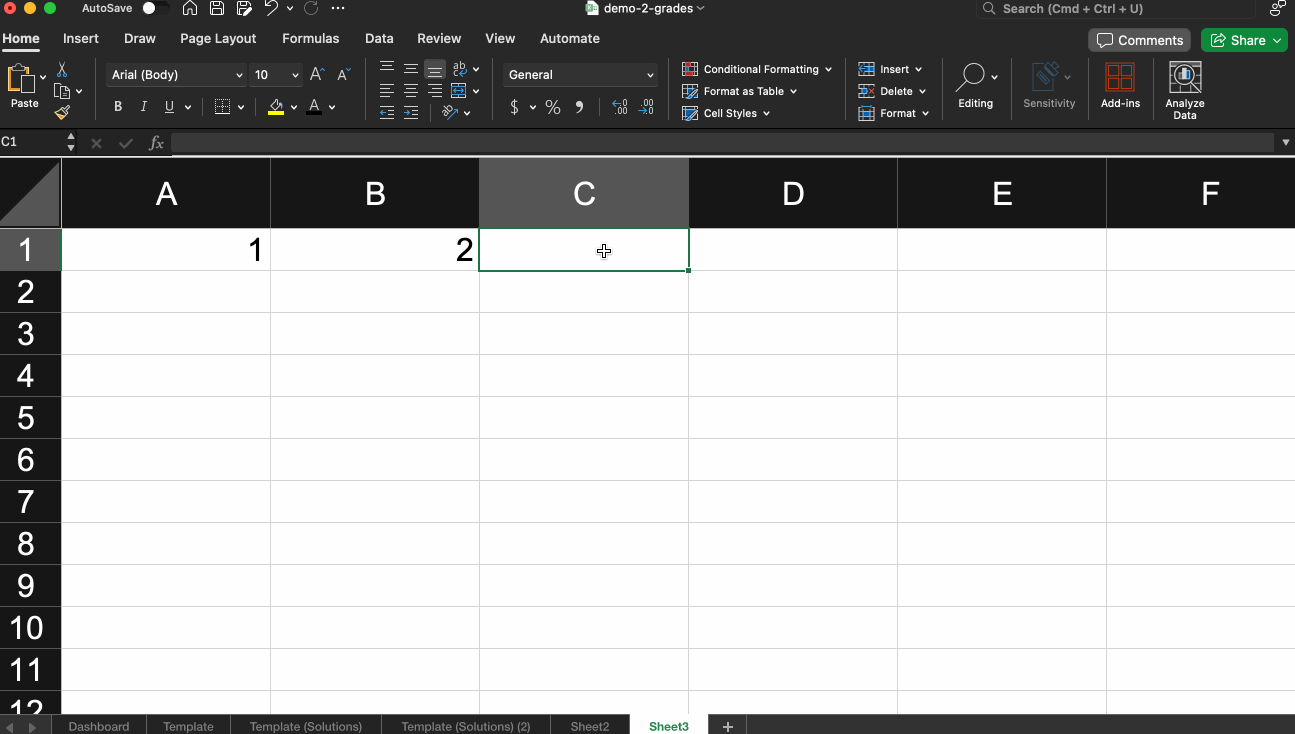 AutoSave demo-2-grades Search (Cmd + Ctrl + U)
Home Insert Draw Page Layout Formulas Data Review View Automate Comments Share
Paste Arial (Body) 10 A A ab General Conditional Formatting Insert
Format as Table Delete Editing Sensitivity Add-ins Analyze Data
B I U A $ % Cell Styles Format
C1 fx
A B C D E F
1 1 2
2
3
4
5
6
7
8
9
10
11
12
Dashboard Template Template (Solutions) Template (Solutions) (2) Sheet2 Sheet3 +